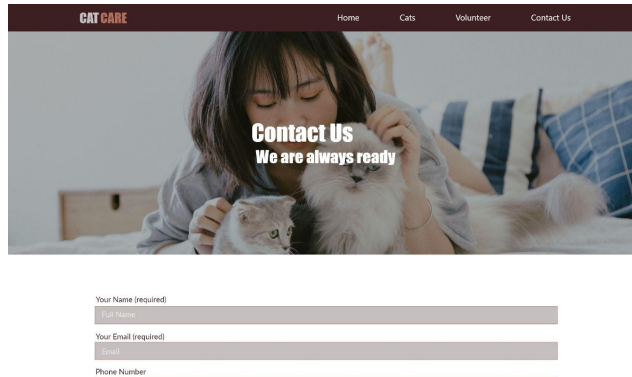 CAT CARE Home Cats Volunteer Contact Us
Contact Us
We are always ready
Your Name (required)
Full Name
Your Email (required)
Email
Phone Number